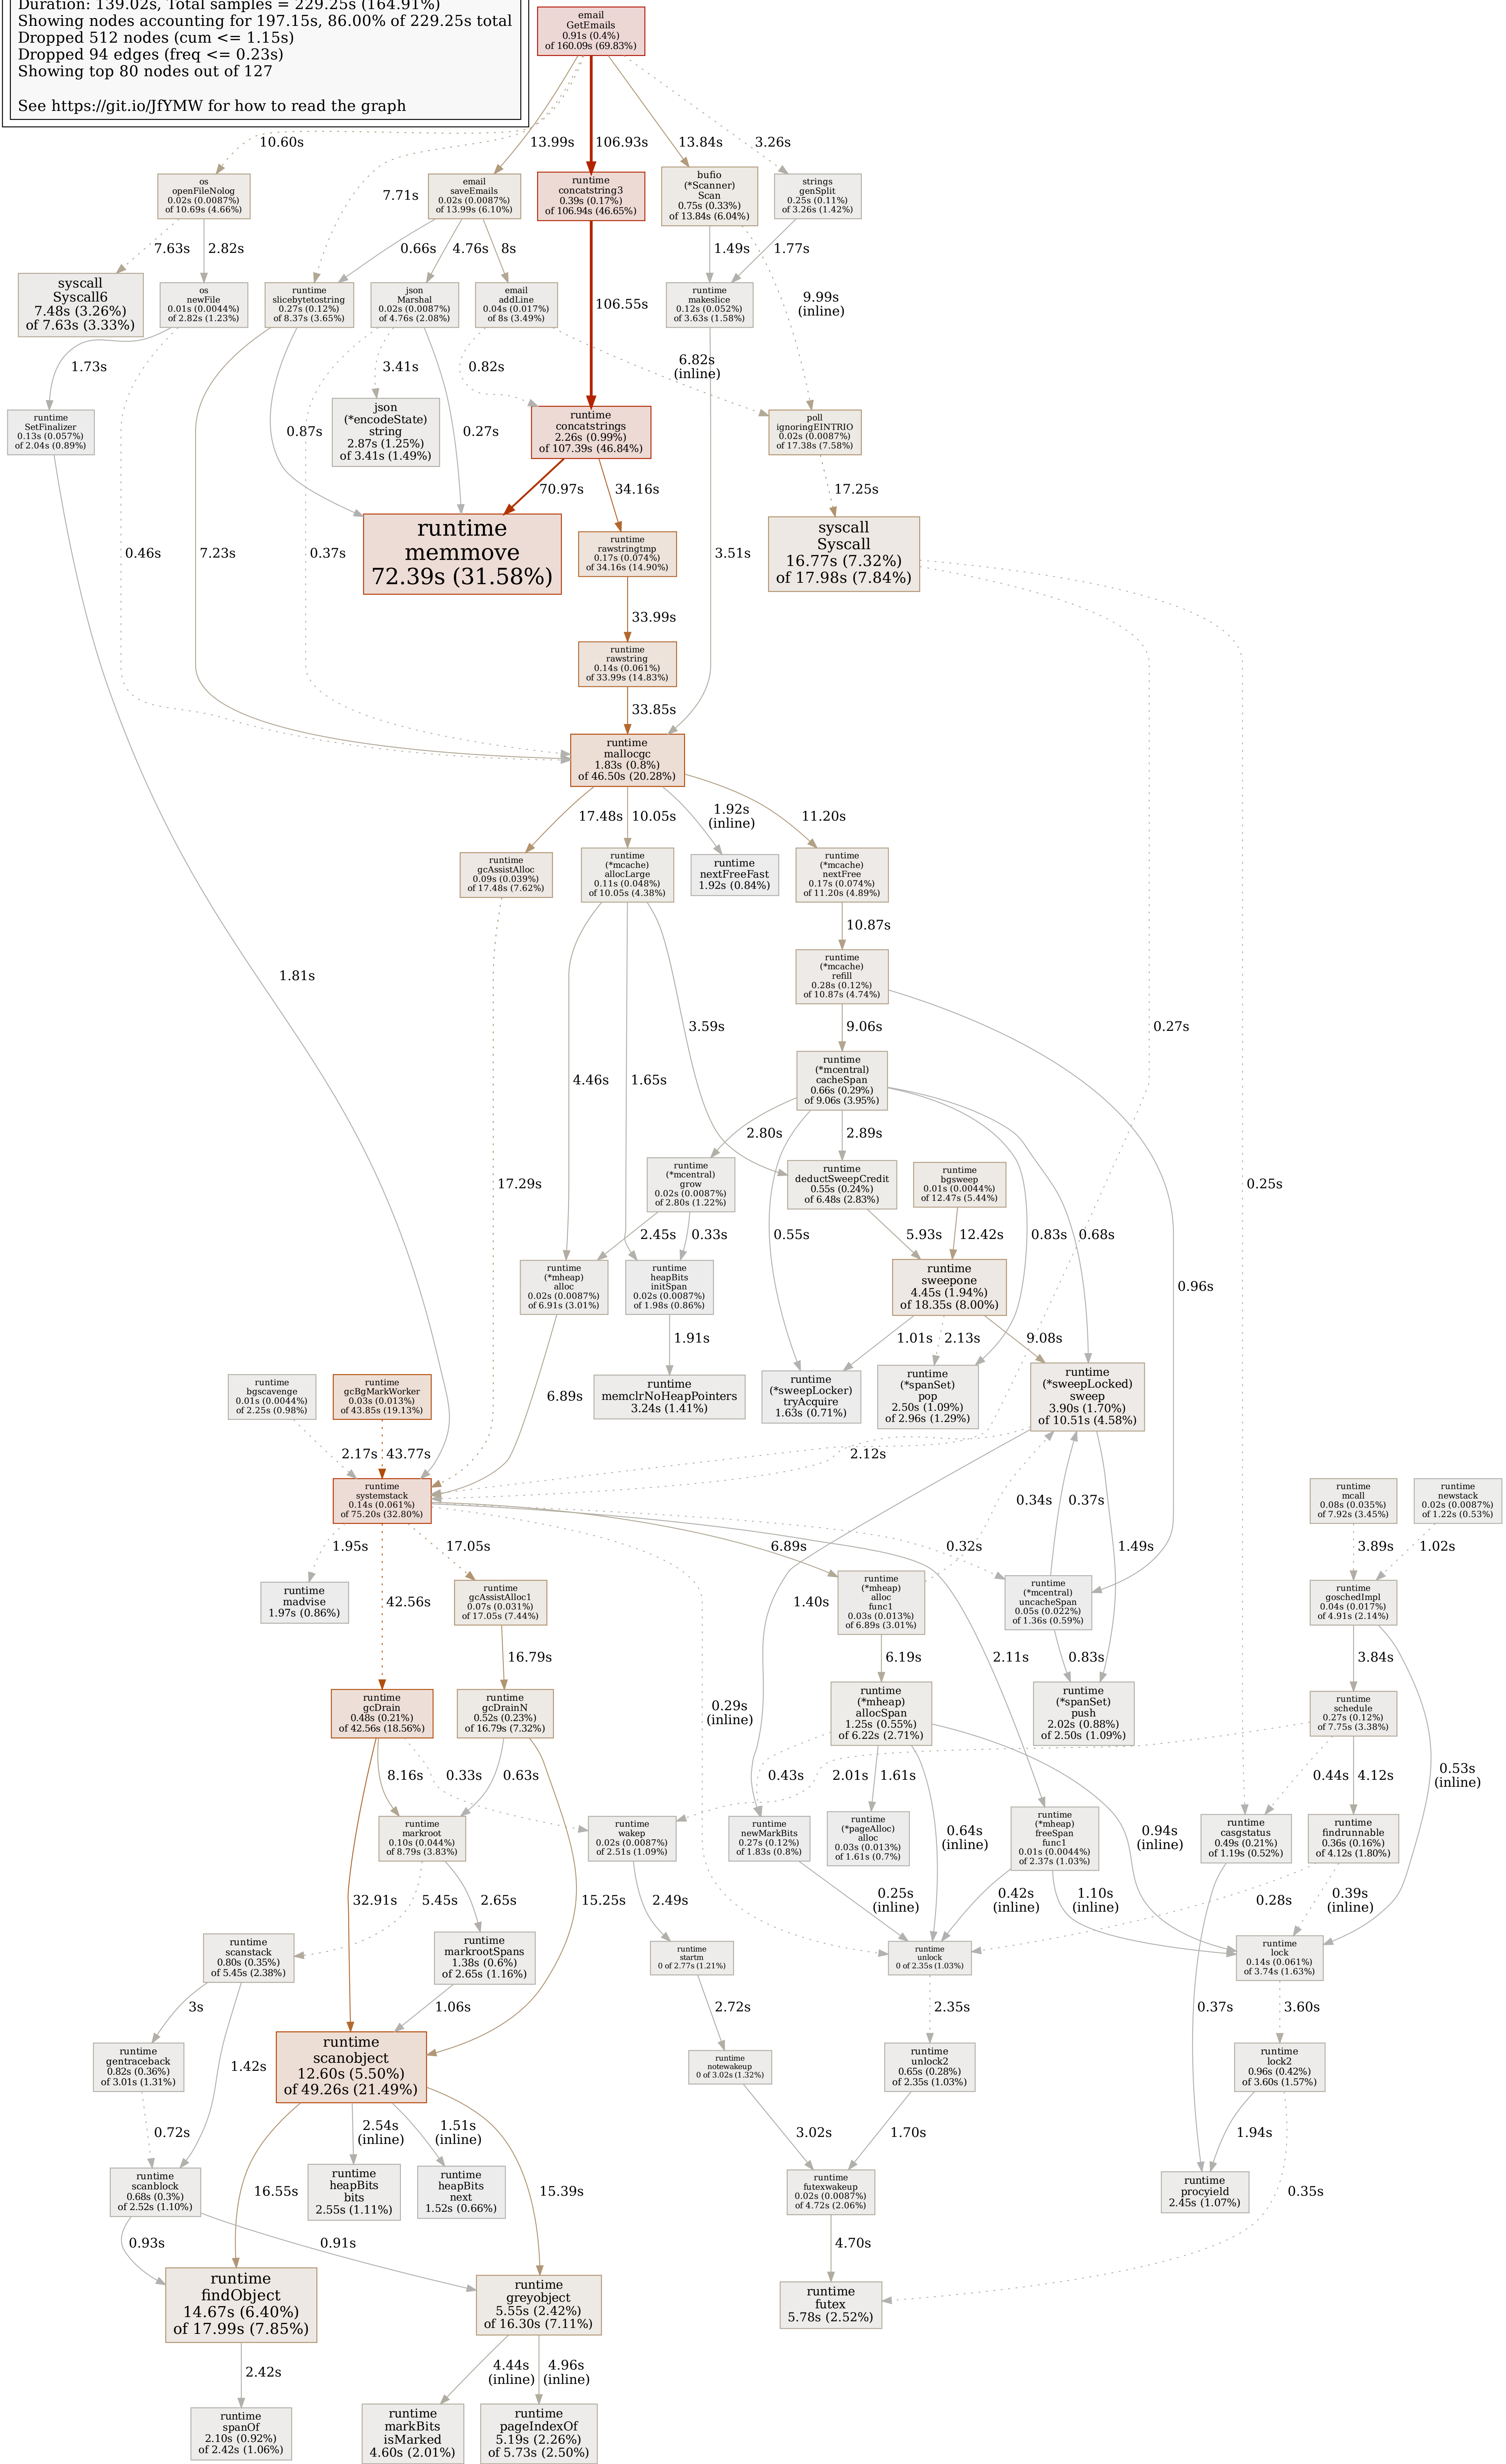 Duration: 139.02s, Total samples = 229.25s (164.91%)
Showing nodes accounting for 197.15s, 86.00% of 229.25s total
Dropped 512 nodes (cum <= 1.15s)
Dropped 94 edges (freq <= 0.23s)
Showing top 80 nodes out of 127
See https://git.io/JfYMW for how to read the graph
email
GetEmails
0.91s (0.4%)
of 160.09s (69.83%)
10.60s
13.99s
106.93s
13.84s
3.26s
7.71s
os
openFileNolog
0.02s (0.0087%)
of 10.69s (4.66%)
email
saveEmails
0.02s (0.0087%)
of 13.99s (6.10%)
runtime
concatstring3
0.39s (0.17%)
of 106.94s (46.65%)
bufio
(*Scanner)
Scan
0.75s (0.33%)
of 13.84s (6.04%)
strings
genSplit
0.25s (0.11%)
of 3.26s (1.42%)
7.63s
2.82s
0.66s
4.76s
8s
1.49s
1.77s
106.55s
9.99s
(inline)
syscall
Syscall6
7.48s (3.26%)
of 7.63s (3.33%)
os
newFile
0.01s (0.0044%)
of 2.82s (1.23%)
runtime
slicebytetostring
0.27s (0.12%)
of 8.37s (3.65%)
json
Marshal
0.02s (0.0087%)
of 4.76s (2.08%)
email
addLine
0.04s (0.017%)
of 8s (3.49%)
runtime
makeslice
0.12s (0.052%)
of 3.63s (1.58%)
1.73s
3.41s
0.82s
6.82s
(inline)
runtime
SetFinalizer
0.13s (0.057%)
of 2.04s (0.89%)
0.87s
json
(*encodeState)
string
2.87s (1.25%)
of 3.41s (1.49%)
0.27s
runtime
concatstrings
2.26s (0.99%)
of 107.39s (46.84%)
poll
ignoringEINTRIO
0.02s (0.0087%)
of 17.38s (7.58%)
70.97s
34.16s
17.25s
0.46s
7.23s
0.37s
runtime
memmove
72.39s (31.58%)
runtime
rawstringtmp
0.17s (0.074%)
of 34.16s (14.90%)
3.51s
syscall
Syscall
16.77s (7.32%)
of 17.98s (7.84%)
33.99s
runtime
rawstring
0.14s (0.061%)
of 33.99s (14.83%)
33.85s
runtime
mallocgc
1.83s (0.8%)
of 46.50s (20.28%)
17.48s
10.05s
1.92s
(inline)
11.20s
runtime
gcAssistAlloc
0.09s (0.039%)
of 17.48s (7.62%)
runtime
(*mcache)
allocLarge
0.11s (0.048%)
of 10.05s (4.38%)
runtime
nextFreeFast
1.92s (0.84%)
runtime
(*mcache)
nextFree
0.17s (0.074%)
of 11.20s (4.89%)
10.87s
1.81s
runtime
(*mcache)
refill
0.28s (0.12%)
of 10.87s (4.74%)
3.59s
9.06s
0.27s
4.46s
1.65s
runtime
(*mcentral)
cacheSpan
0.66s (0.29%)
of 9.06s (3.95%)
2.80s
2.89s
17.29s
runtime
(*mcentral)
grow
0.02s (0.0087%)
of 2.80s (1.22%)
runtime
deductSweepCredit
0.55s (0.24%)
of 6.48s (2.83%)
runtime
bgsweep
0.01s (0.0044%)
of 12.47s (5.44%)
0.25s
2.45s
0.33s
0.55s
5.93s
12.42s
0.83s
0.68s
0.96s
runtime
(*mheap)
alloc
0.02s (0.0087%)
of 6.91s (3.01%)
runtime
heapBits
initSpan
0.02s (0.0087%)
of 1.98s (0.86%)
runtime
sweepone
4.45s (1.94%)
of 18.35s (8.00%)
1.91s
1.01s
2.13s
9.08s
runtime
bgscavenge
0.01s (0.0044%)
of 2.25s (0.98%)
runtime
gcBgMarkWorker
0.03s (0.013%)
of 43.85s (19.13%)
6.89s
runtime
memclrNoHeapPointers
3.24s (1.41%)
runtime
(*sweepLocker)
tryAcquire
1.63s (0.71%)
runtime
(*spanSet)
pop
2.50s (1.09%)
of 2.96s (1.29%)
runtime
(*sweepLocked)
sweep
3.90s (1.70%)
of 10.51s (4.58%)
2.17s
43.77s
2.12s
runtime
systemstack
0.14s (0.061%)
of 75.20s (32.80%)
0.34s
0.37s
runtime
mcall
0.08s (0.035%)
of 7.92s (3.45%)
runtime
newstack
0.02s (0.0087%)
of 1.22s (0.53%)
1.95s
17.05s
6.89s
0.32s
1.49s
3.89s
1.02s
runtime
madvise
1.97s (0.86%)
42.56s
runtime
gcAssistAlloc1
0.07s (0.031%)
of 17.05s (7.44%)
1.40s
runtime
(*mheap)
alloc
func1
0.03s (0.013%)
of 6.89s (3.01%)
runtime
(*mcentral)
uncacheSpan
0.05s (0.022%)
of 1.36s (0.59%)
runtime
goschedImpl
0.04s (0.017%)
of 4.91s (2.14%)
16.79s
6.19s
2.11s
0.83s
3.84s
runtime
gcDrain
0.48s (0.21%)
of 42.56s (18.56%)
runtime
gcDrainN
0.52s (0.23%)
of 16.79s (7.32%)
0.29s
(inline)
runtime
(*mheap)
allocSpan
1.25s (0.55%)
of 6.22s (2.71%)
runtime
(*spanSet)
push
2.02s (0.88%)
of 2.50s (1.09%)
runtime
schedule
0.27s (0.12%)
of 7.75s (3.38%)
8.16s
0.33s
0.63s
0.43s
2.01s
1.61s
0.44s
4.12s
0.53s
(inline)
runtime
markroot
0.10s (0.044%)
of 8.79s (3.83%)
runtime
wakep
0.02s (0.0087%)
of 2.51s (1.09%)
runtime
newMarkBits
0.27s (0.12%)
of 1.83s (0.8%)
runtime
(*pageAlloc)
alloc
0.03s (0.013%)
of 1.61s (0.7%)
0.64s
(inline)
runtime
(*mheap)
freeSpan
func1
0.01s (0.0044%)
of 2.37s (1.03%)
0.94s
(inline)
runtime
casgstatus
0.49s (0.21%)
of 1.19s (0.52%)
runtime
findrunnable
0.36s (0.16%)
of 4.12s (1.80%)
32.91s
5.45s
2.65s
15.25s
2.49s
0.25s
(inline)
0.42s
(inline)
1.10s
(inline)
0.28s
0.39s
(inline)
runtime
scanstack
0.80s (0.35%)
of 5.45s (2.38%)
runtime
markrootSpans
1.38s (0.6%)
of 2.65s (1.16%)
runtime
startm
0 of 2.77s (1.21%)
runtime
unlock
0 of 2.35s (1.03%)
runtime
lock
0.14s (0.061%)
of 3.74s (1.63%)
3s
1.06s
2.72s
2.35s
0.37s
3.60s
runtime
gentraceback
0.82s (0.36%)
of 3.01s (1.31%)
1.42s
runtime
scanobject
12.60s (5.50%)
of 49.26s (21.49%)
runtime
notewakeup
0 of 3.02s (1.32%)
runtime
unlock2
0.65s (0.28%)
of 2.35s (1.03%)
runtime
lock2
0.96s (0.42%)
of 3.60s (1.57%)
0.72s
2.54s
(inline)
1.51s
(inline)
3.02s
1.70s
1.94s
runtime
scanblock
0.68s (0.3%)
of 2.52s (1.10%)
16.55s
runtime
heapBits
bits
2.55s (1.11%)
runtime
heapBits
next
1.52s (0.66%)
15.39s
runtime
futexwakeup
0.02s (0.0087%)
of 4.72s (2.06%)
runtime
procyield
2.45s (1.07%)
0.35s
0.93s
0.91s
4.70s
runtime
findObject
14.67s (6.40%)
of 17.99s (7.85%)
runtime
greyobject
5.55s (2.42%)
of 16.30s (7.11%)
runtime
futex
5.78s (2.52%)
2.42s
4.44s
(inline)
4.96s
(inline)
runtime
spanOf
2.10s (0.92%)
of 2.42s (1.06%)
runtime
markBits
isMarked
4.60s (2.01%)
runtime
pageIndexOf
5.19s (2.26%)
of 5.73s (2.50%)